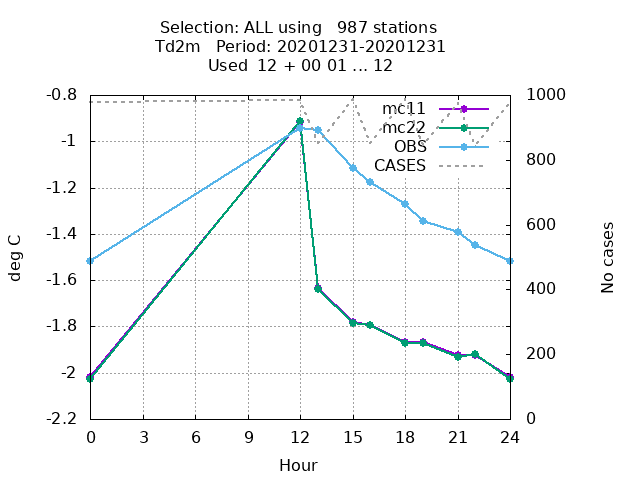 Selection: ALL using   987 stations
Td2m   Period: 20201231-20201231
Used  12 + 00 01 ... 12
-0.8
-1
-1.2
-1.4
-1.6
-1.8
-2
-2.2
deg C
mc11
mc22
OBS
CASES
1000
800
600
400
200
0
No cases
0 3 6 9 12 15 18 21 24
Hour